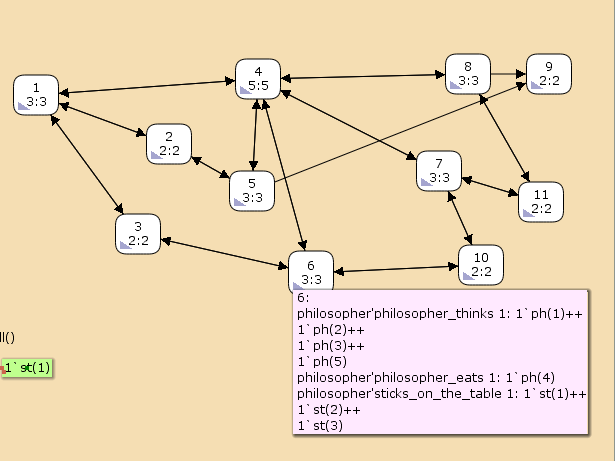 1
3:3
4
5:5
8
3:3
9
2:2
2
2:2
5
3:3
7
3:3
11
2:2
3
2:2
6
3:3
10
2:2
6:
philosopher'philosopher_thinks 1: 1`ph(1)++
1`ph(2)++
1`ph(3)++
1`ph(5)
philosopher'philosopher_eats 1: 1`ph(4)
philosopher'sticks_on_the_table 1: 1`st(1)++
1`st(2)++
1`st(3)
ll()
1`st(1)